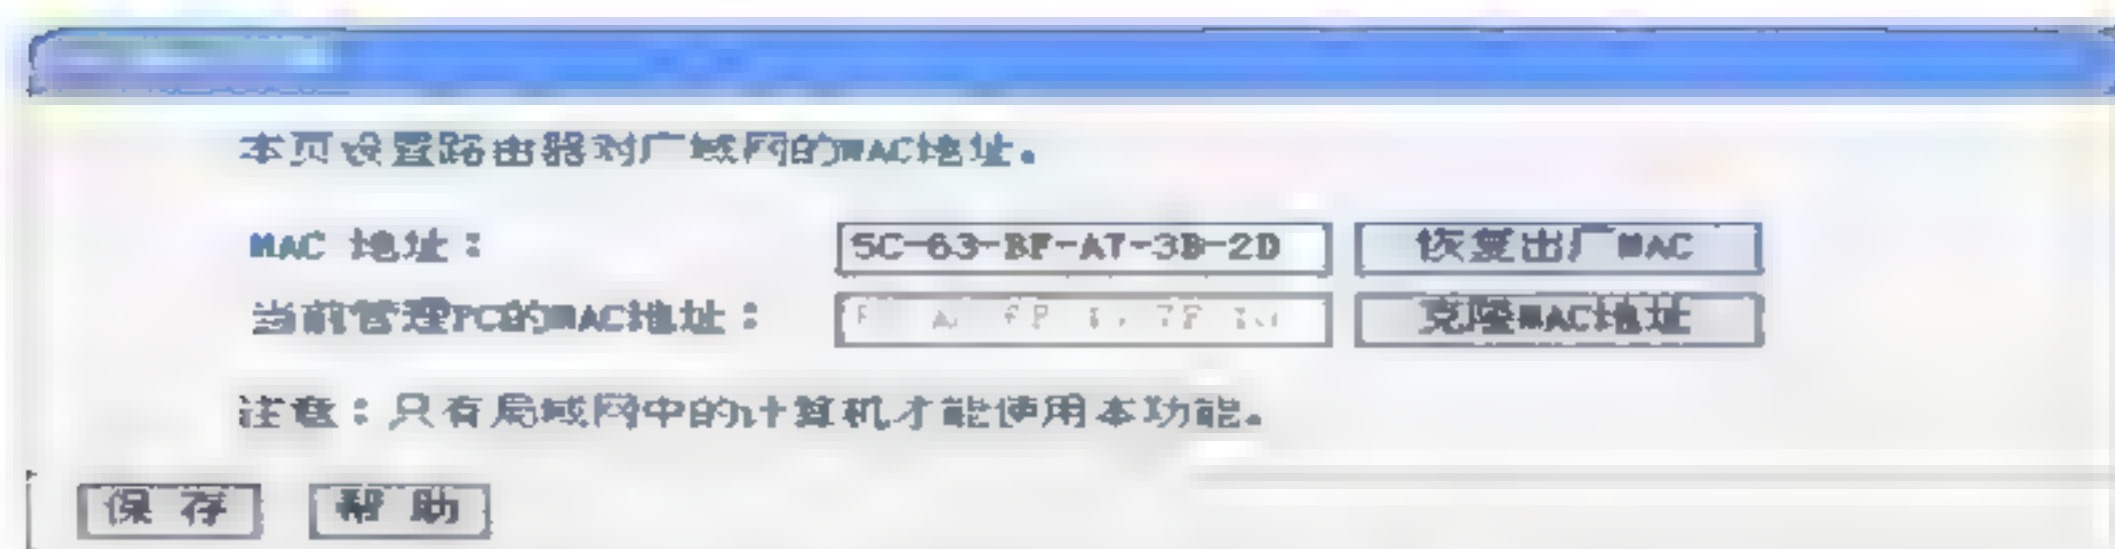 本页设置路由器对广域网的MAC地址。
MAC 地址： 5C-63-BF-A7-3B-2D 恢复出厂MAC
当前管理PC的MAC地址： 克隆MAC地址
注意：只有局域网中的计算机才能使用本功能。
保 存 帮 助